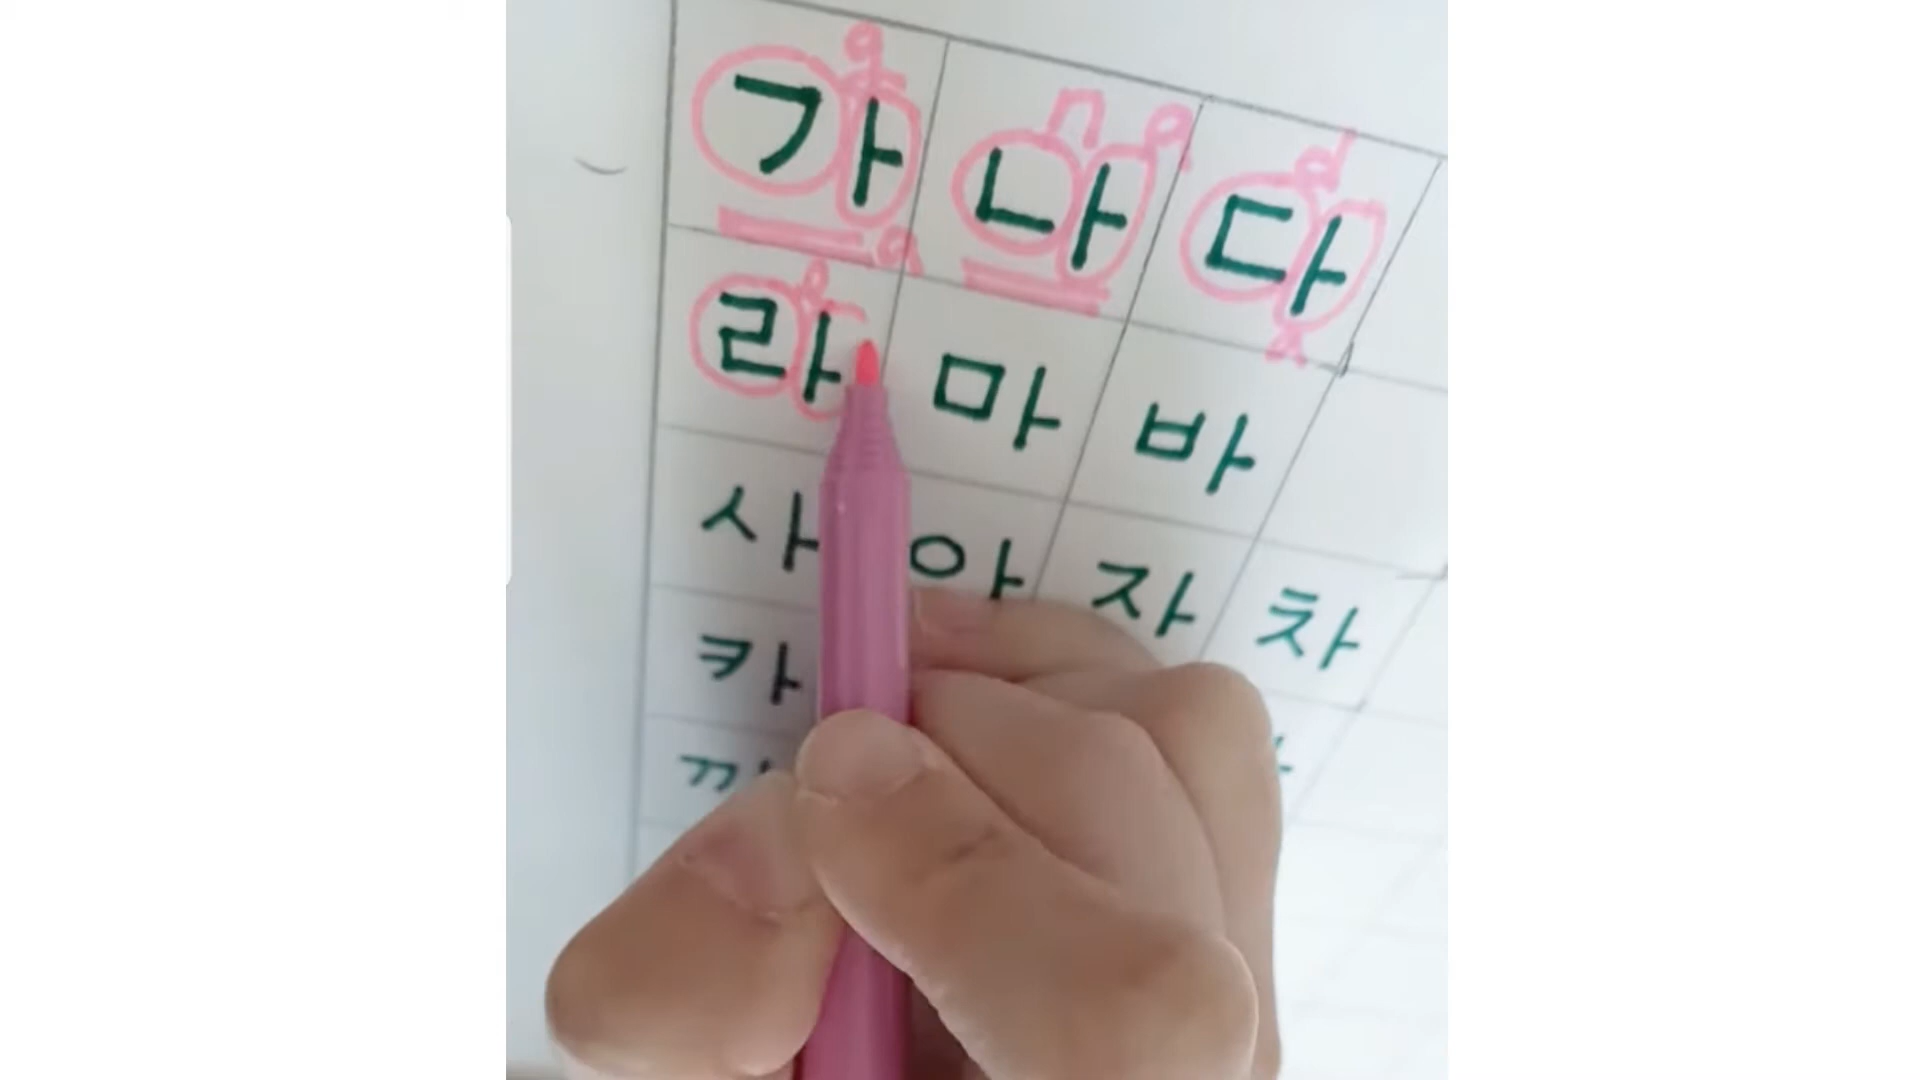 가 나 다
라 마 바
사 아 자 차
카